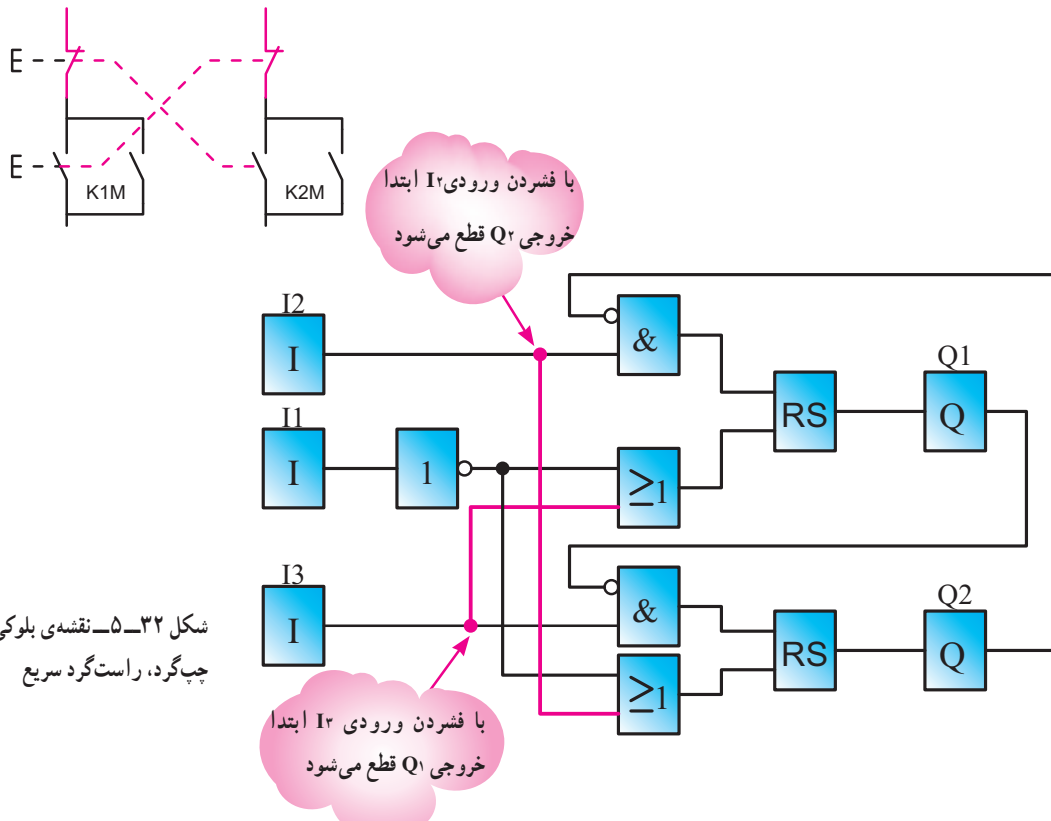 E
E
K1M
K2M
با فشردن ورودی I۲ ابتدا
خروجی Q۲ قطع می‌شود
I2
I
&
Q1
RS
Q
I1
I
1
≥1
I3
I
&
Q2
RS
Q
≥1
شکل ۳۲ــ۵ــ نقشه‌ی بلوکی
چپ‌گرد، راست‌گرد سریع
با فشردن ورودی I۳ ابتدا
خروجی Q۱ قطع می‌شود